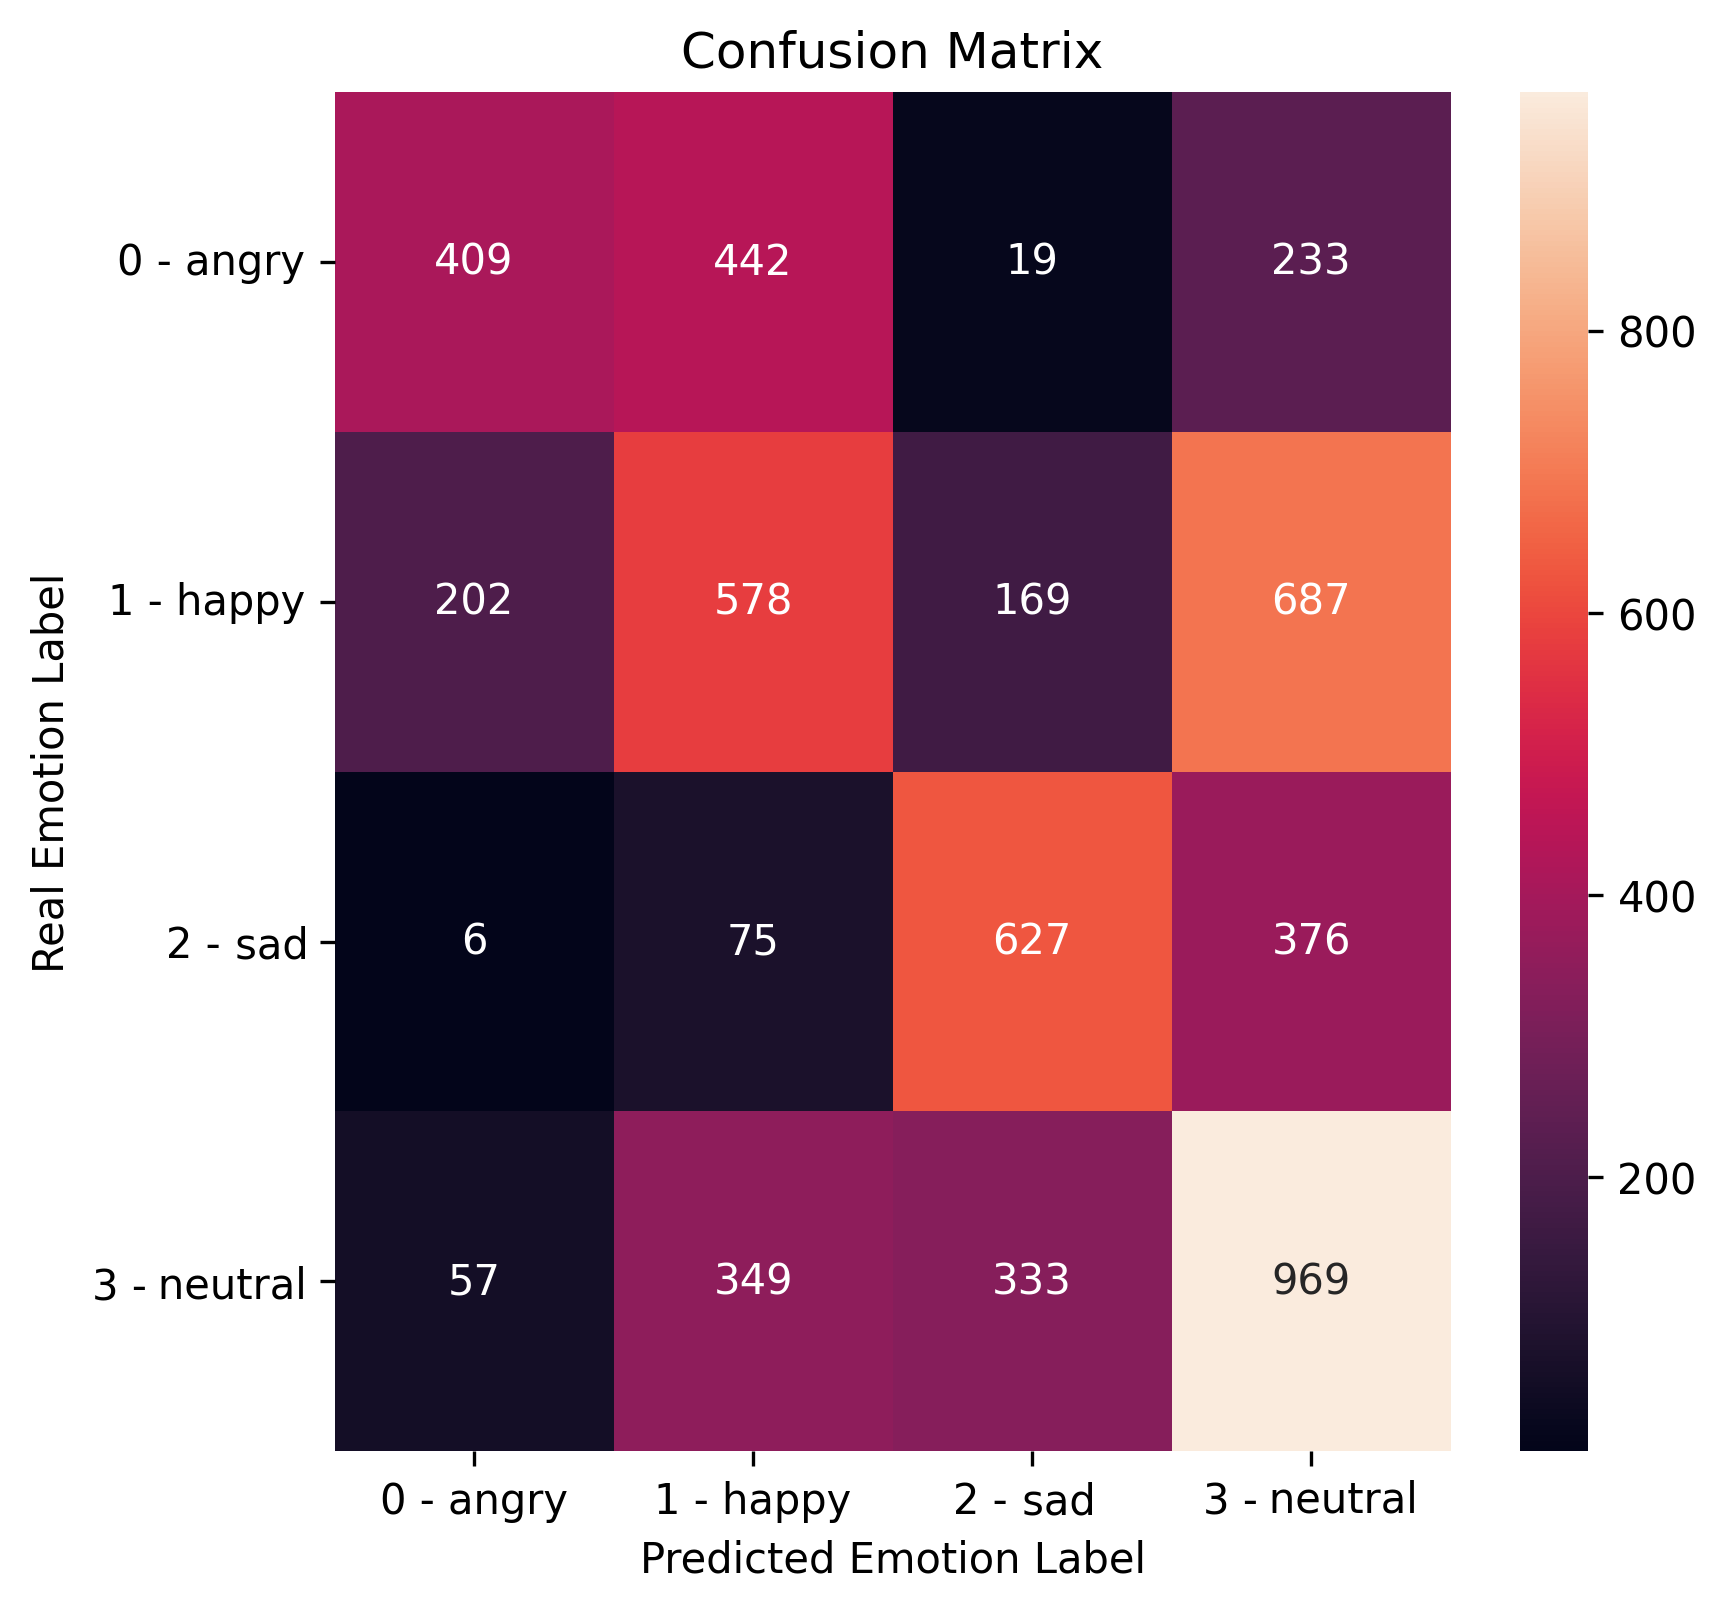 Confusion Matrix
0 - angry 409 442 19 233
800
1 - happy 202 578 169 687
600
2 - sad 6 75 627 376
400
200
3 - neutral 57 349 333 969
0 - angry 1 - happy 2 - sad 3 - neutral
Predicted Emotion Label
Real Emotion Label